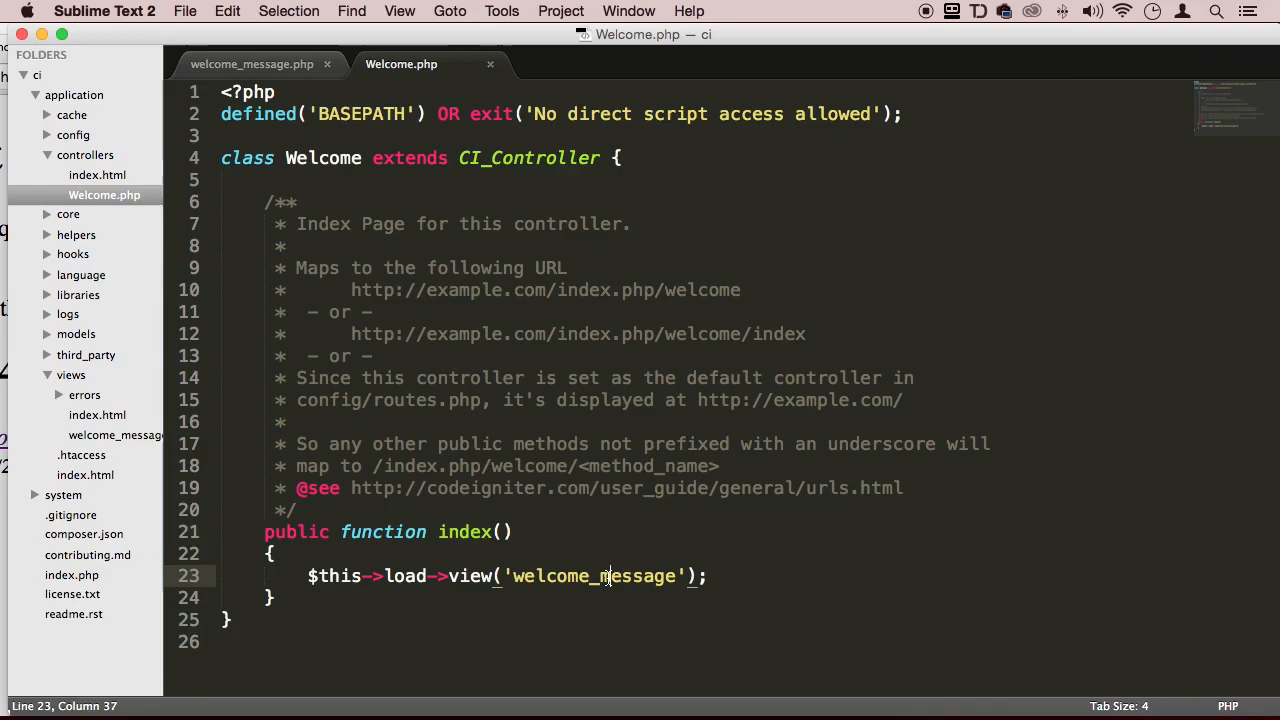 Sublime Text 2 File Edit Selection Find View Goto Tools Project Window Help
Welcome.php — ci
FOLDERS
ci
application
cache
config
controllers
index.html
Welcome.php
core
helpers
hooks
language
libraries
logs
models
third_party
views
errors
index.html
welcome_message
.htaccess
index.html
system
.gitignore
composer.json
contributing.md
index.php
license.txt
readme.rst
welcome_message.php × Welcome.php ×
1 <?php
2 defined('BASEPATH') OR exit('No direct script access allowed');
3
4 class Welcome extends CI_Controller {
5
6 /**
7 * Index Page for this controller.
8 *
9 * Maps to the following URL
10 * http://example.com/index.php/welcome
11 * - or -
12 * http://example.com/index.php/welcome/index
13 * - or -
14 * Since this controller is set as the default controller in
15 * config/routes.php, it's displayed at http://example.com/
16 *
17 * So any other public methods not prefixed with an underscore will
18 * map to /index.php/welcome/<method_name>
19 * @see http://codeigniter.com/user_guide/general/urls.html
20 */
21 public function index()
22 {
23 $this->load->view('welcome_message');
24 }
25 }
26
Line 23, Column 37 Tab Size: 4 PHP